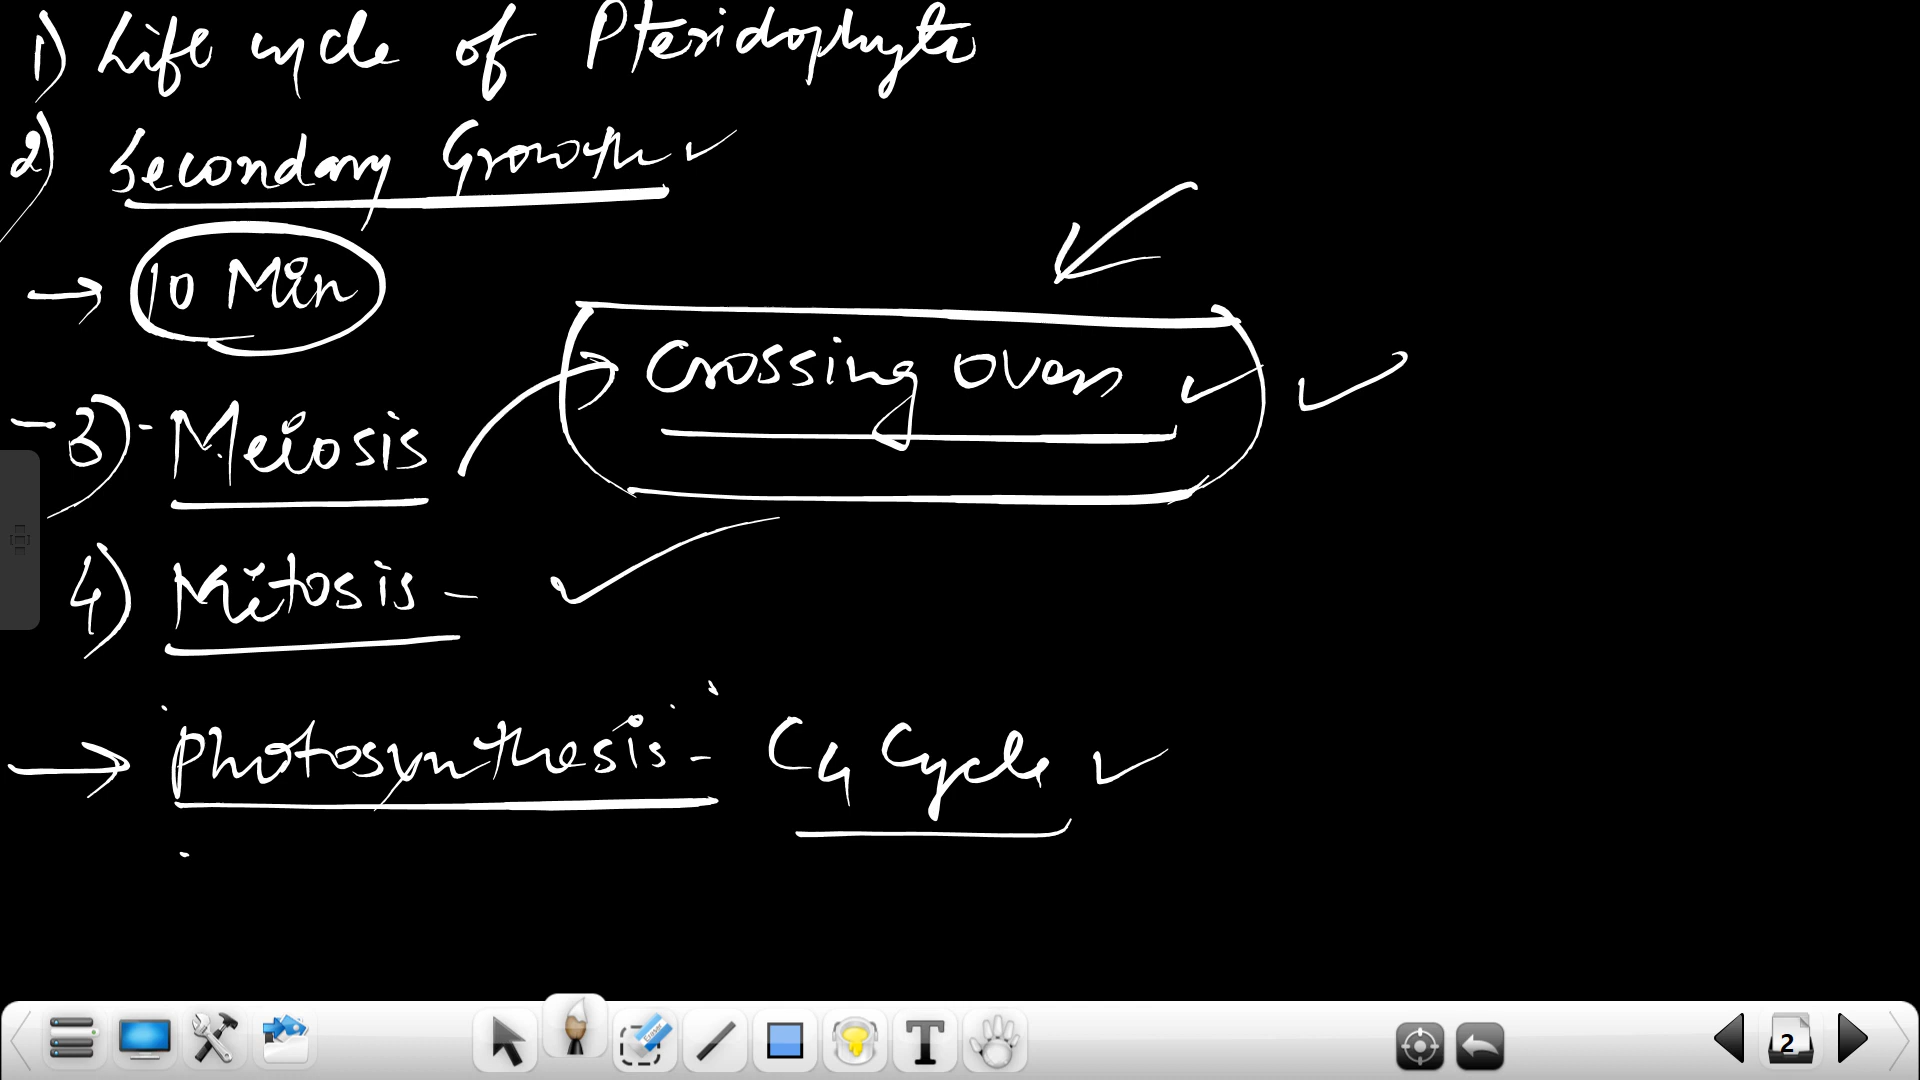 1) Life cycle of Pteridophyte
2) Secondary Growth ✓
→ 10 Min
→ Crossing over ✓ ✓
-3)- Meiosis
4) Mitosis - ✓
→ Photosynthesis - C4 Cycle ✓
T
2